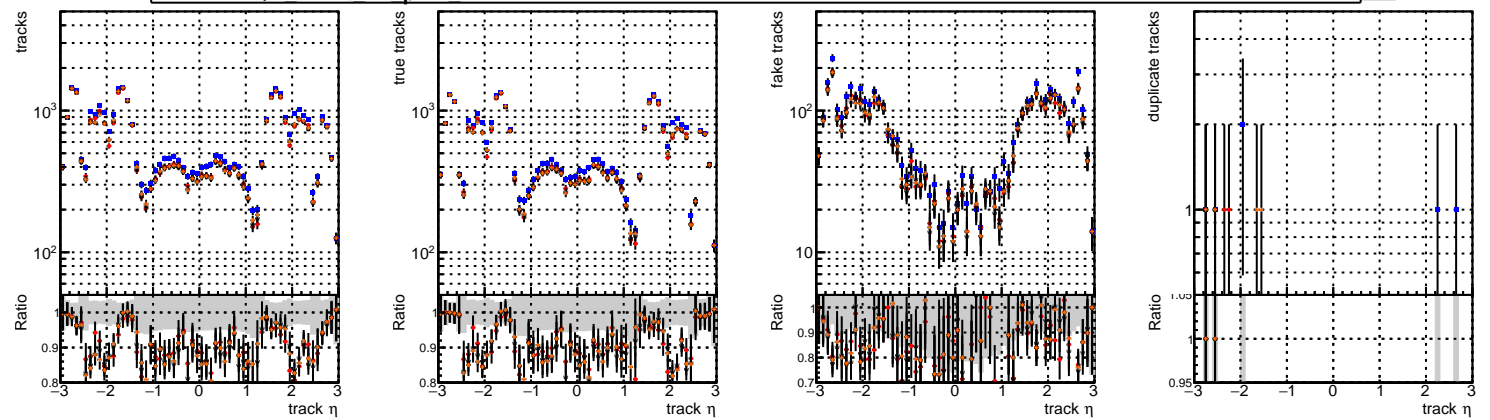 tracks
10³
10²
Ratio
1
0.9
0.8
−3 −2 −1 0 1 2 3
track η
true tracks
10³
10²
Ratio
1
0.9
0.8
−3 −2 −1 0 1 2 3
track η
fake tracks
10²
10
Ratio
1
0.9
0.8
0.7
−3 −2 −1 0 1 2 3
track η
duplicate tracks
1
Ratio
1.05
1
0.95
−3 −2 −1 0 1 2 3
track η